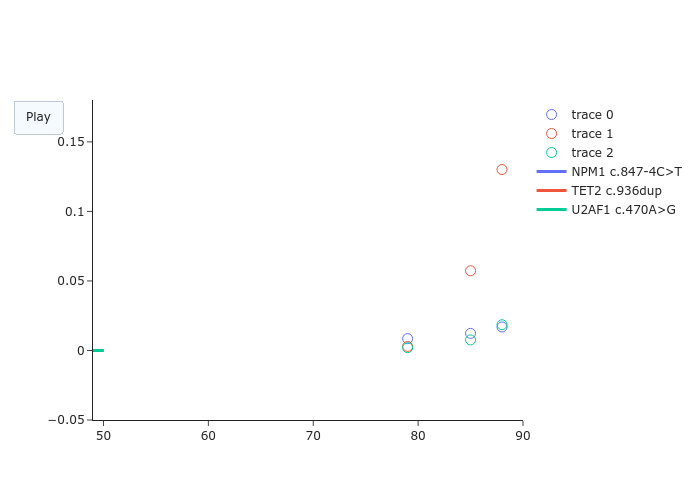 Play
0.15
0.1
0.05
0
−0.05
50
60
70
80
90
trace 0
trace 1
trace 2
NPM1 c.847-4C>T
TET2 c.936dup
U2AF1 c.470A>G